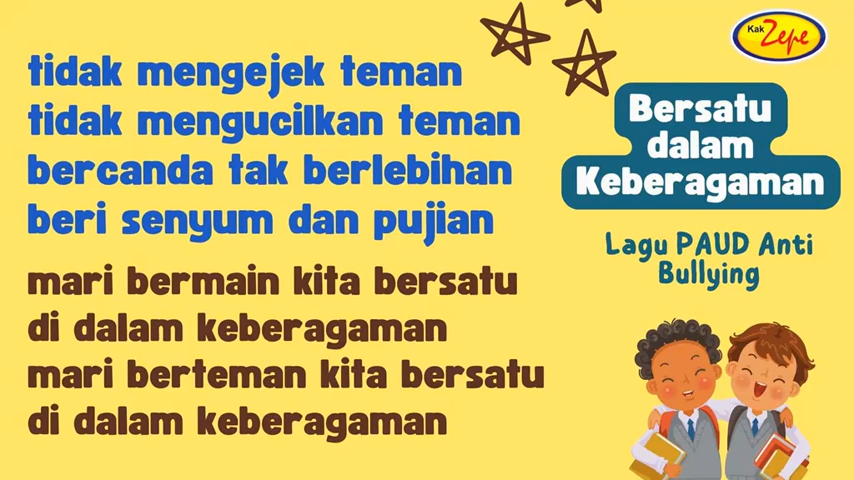 tidak mengejek teman
tidak mengucilkan teman
bercanda tak berlebihan
beri senyum dan pujian
mari bermain kita bersatu
di dalam keberagaman
mari berteman kita bersatu
di dalam keberagaman
Kak Zepe
Bersatu
dalam
Keberagaman
Lagu PAUD Anti
Bullying